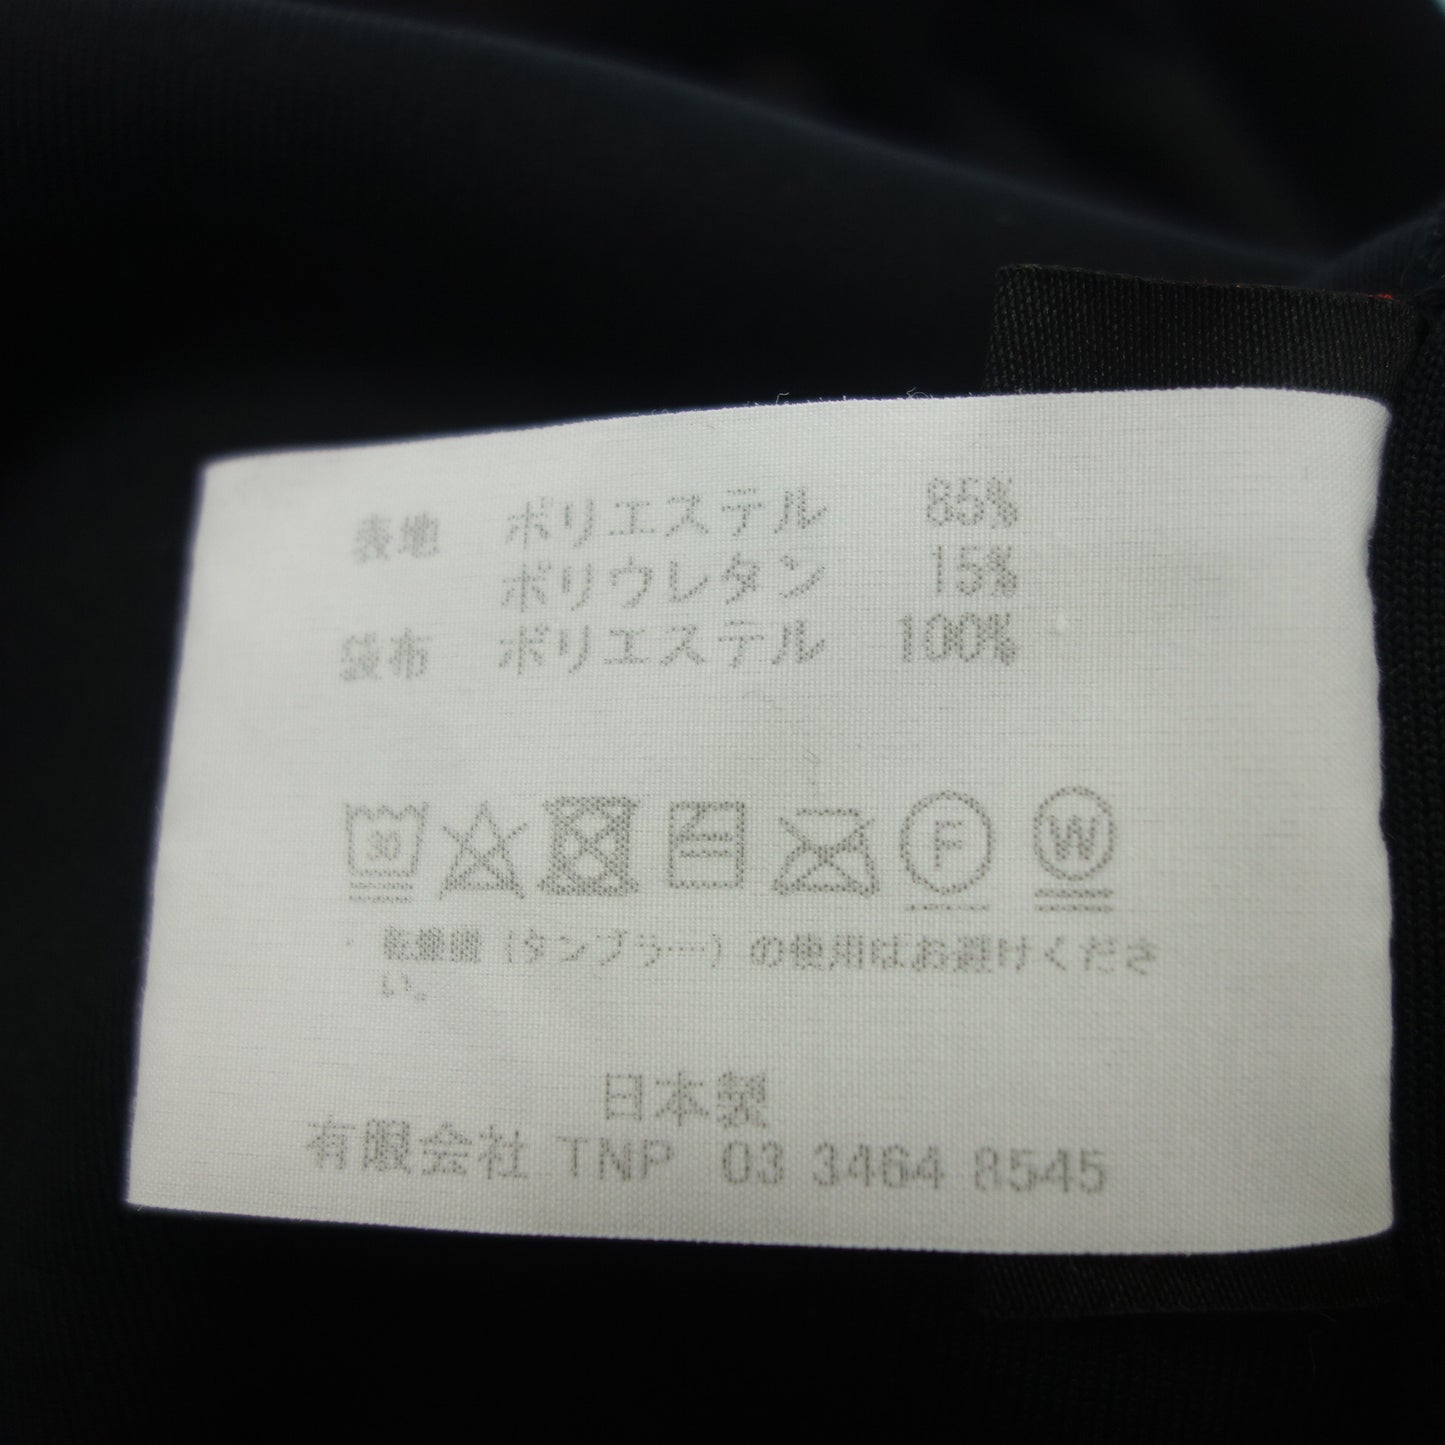 表地 ポリエステル 85%
ポリウレタン 15%
袋布 ポリエステル 100%
30 F W
・乾燥機(タンブラー)の使用はお避けくださ
い。
日本製
有限会社 TNP 03 3464 8545